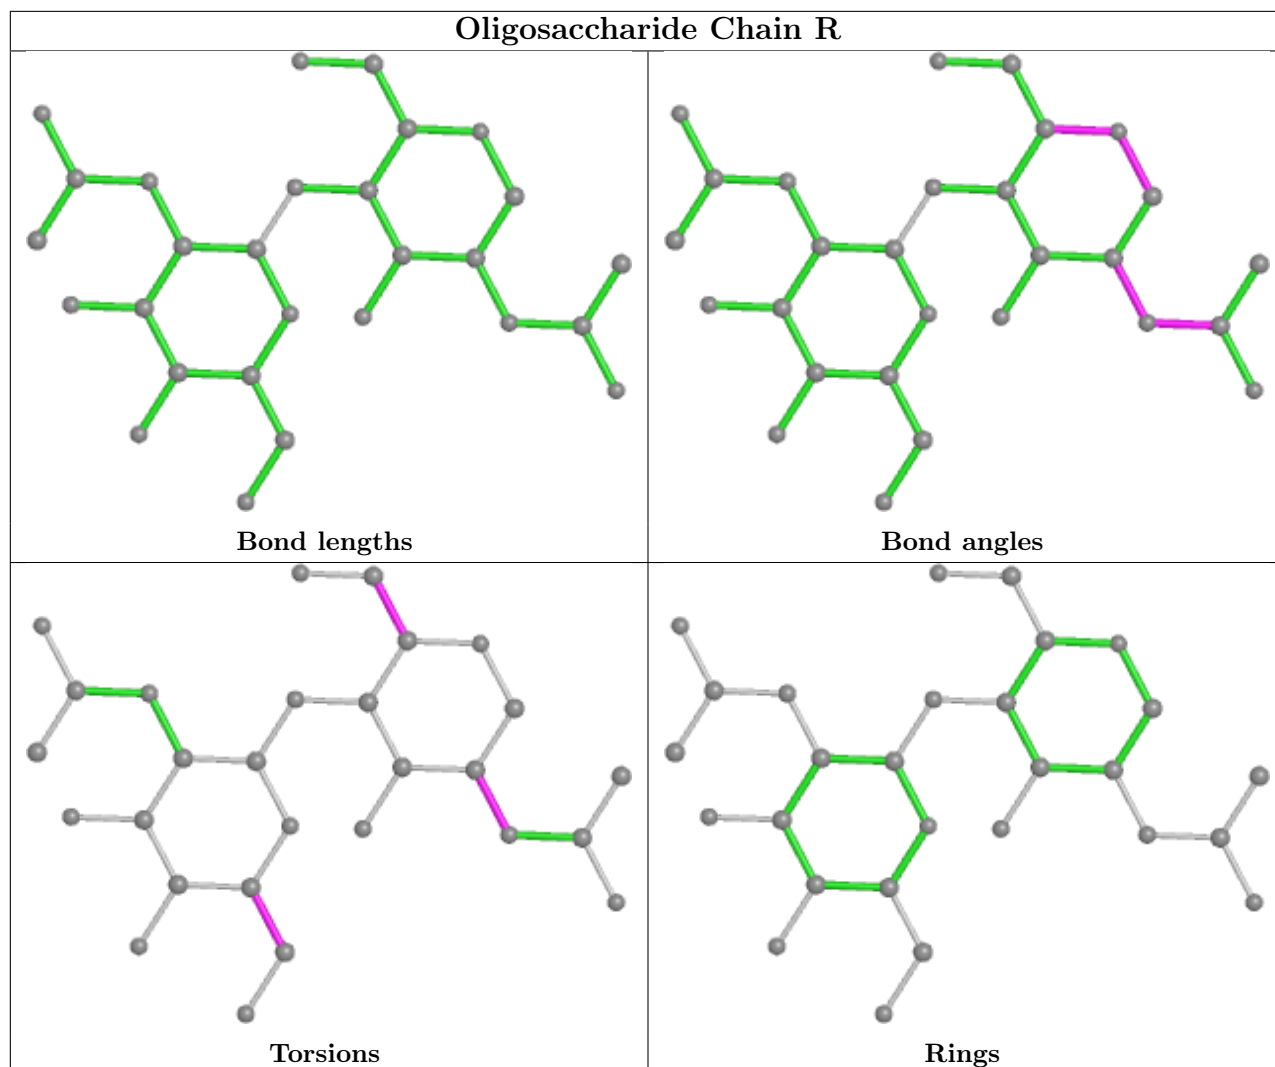 Oligosaccharide Chain R
Bond lengths
Bond angles
Torsions
Rings